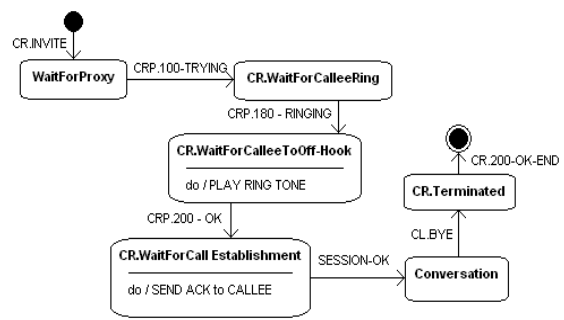 CR.INVITE
WaitForProxy
CRP.100-TRYING
CR.WaitForCalleeRing
CRP.180 - RINGING
CR.WaitForCalleeToOff-Hook
do / PLAY RING TONE
CR.200-OK-END
CR.Terminated
CRP.200 - OK
CL.BYE
CR.WaitForCall Establishment
do / SEND ACK to CALLEE
SESSION-OK
Conversation